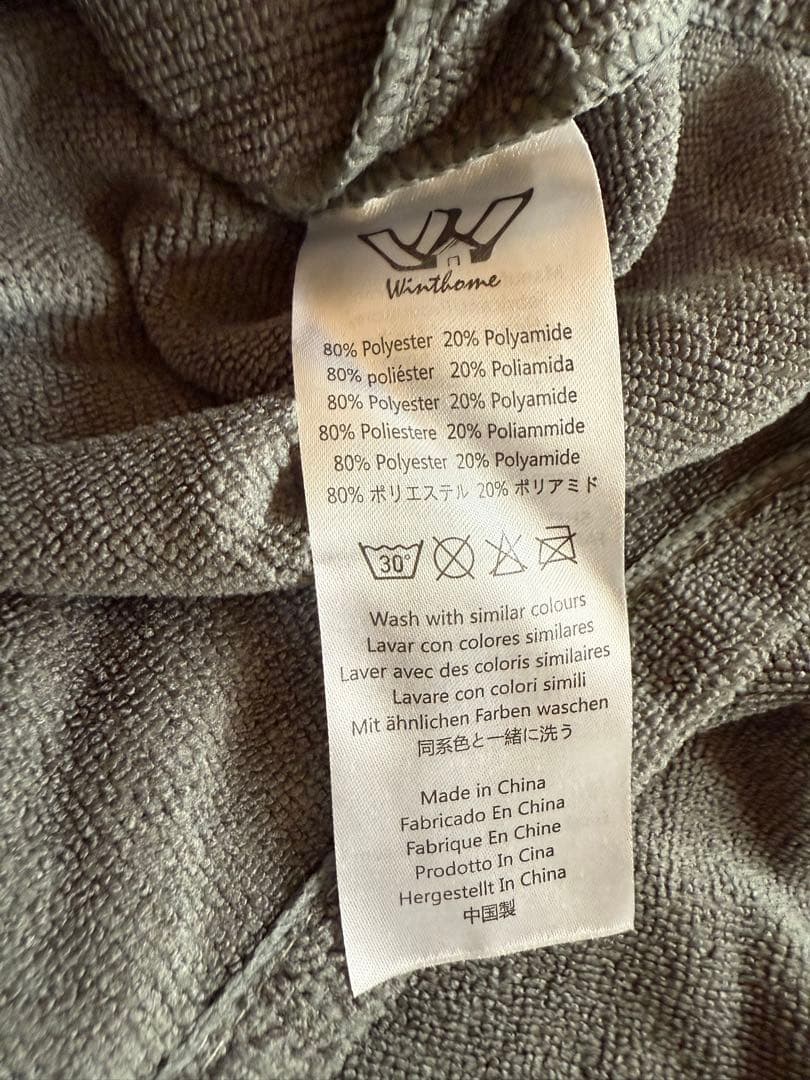 Winthome
80% Polyester 20% Polyamide
80% poliéster 20% Poliamida
80% Polyester 20% Polyamide
80% Poliestere 20% Poliammide
80% Polyester 20% Polyamide
80% ポリエステル 20% ポリアミド
30°
Wash with similar colours
Lavar con colores similares
Laver avec des coloris similaires
Lavare con colori simili
Mit ähnlichen Farben waschen
同系色と一緒に洗う
Made in China
Fabricado En China
Fabrique En Chine
Prodotto In Cina
Hergestellt In China
中国製